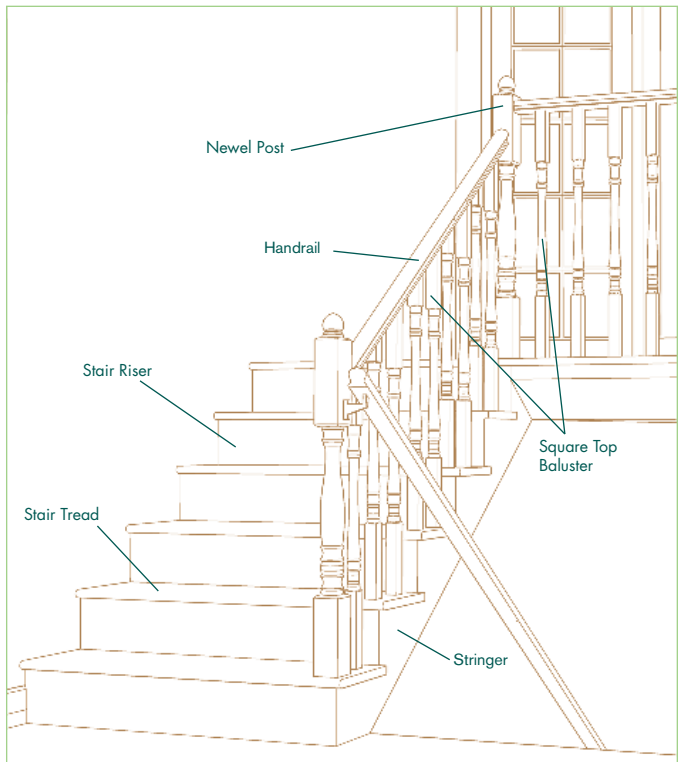 Newel Post
Handrail
Stair Riser
Square Top
Baluster
Stair Tread
Stringer